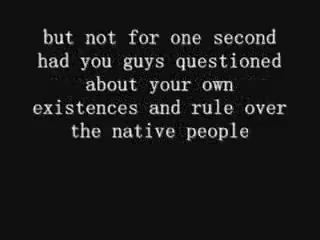 but not for one second
had you guys questioned
about your own
existences and rule over
the native people